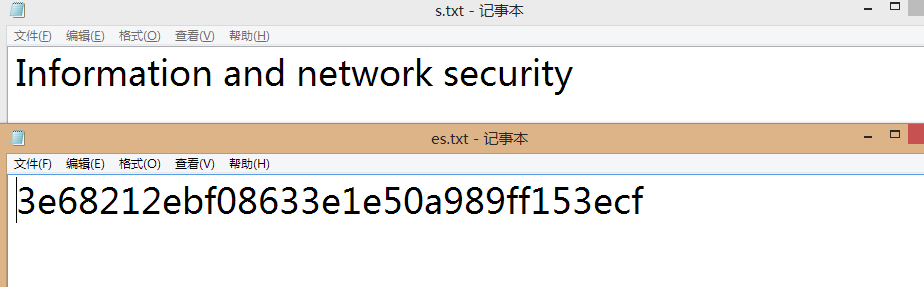 s.txt - 记事本
文件(F) 编辑(E) 格式(O) 查看(V) 帮助(H)
Information and network security
es.txt - 记事本
文件(F) 编辑(E) 格式(O) 查看(V) 帮助(H)
3e68212ebf08633e1e50a989ff153ecf